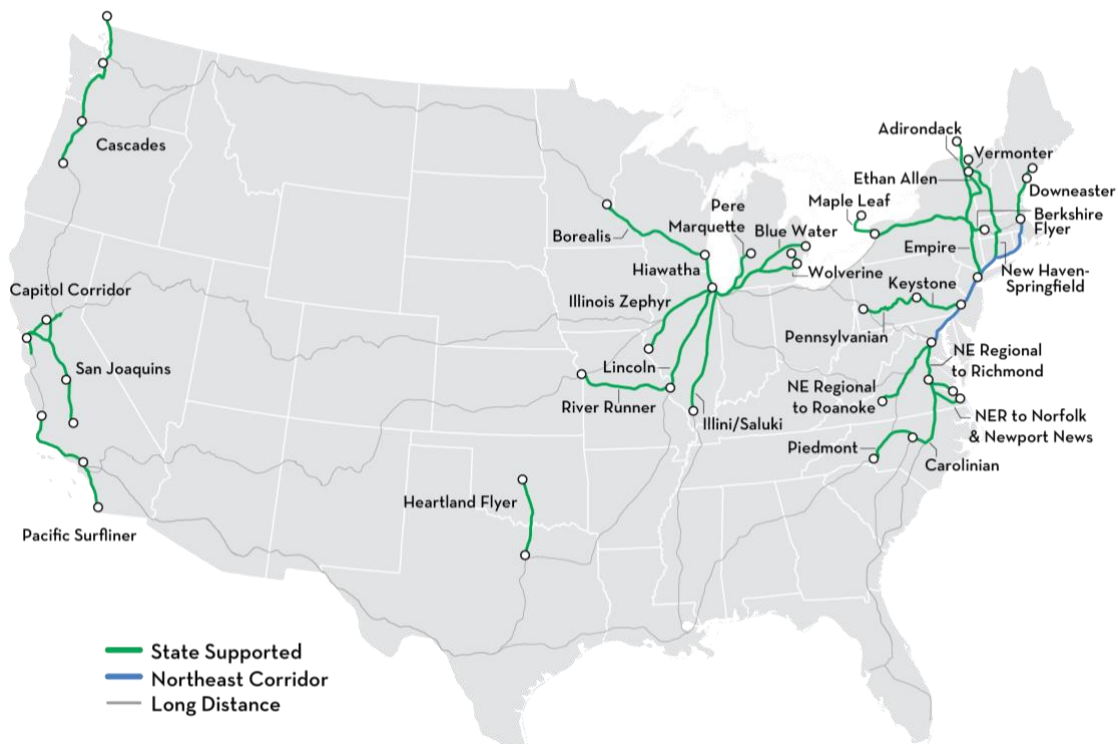 Adirondack
Vermonter
Cascades
Ethan Allen
Downeaster
Maple Leaf
Pere
Marquette
Blue Water
Berkshire
Flyer
Borealis
Empire
Hiawatha
Wolverine
New Haven-
Springfield
Capitol Corridor
Illinois Zephyr
Keystone
Pennsylvanian
San Joaquins
Lincoln
NE Regional
to Richmond
River Runner
NE Regional
to Roanoke
Illini/Saluki
NER to Norfolk
& Newport News
Piedmont
Carolinian
Heartland Flyer
Pacific Surfliner
State Supported
Northeast Corridor
Long Distance